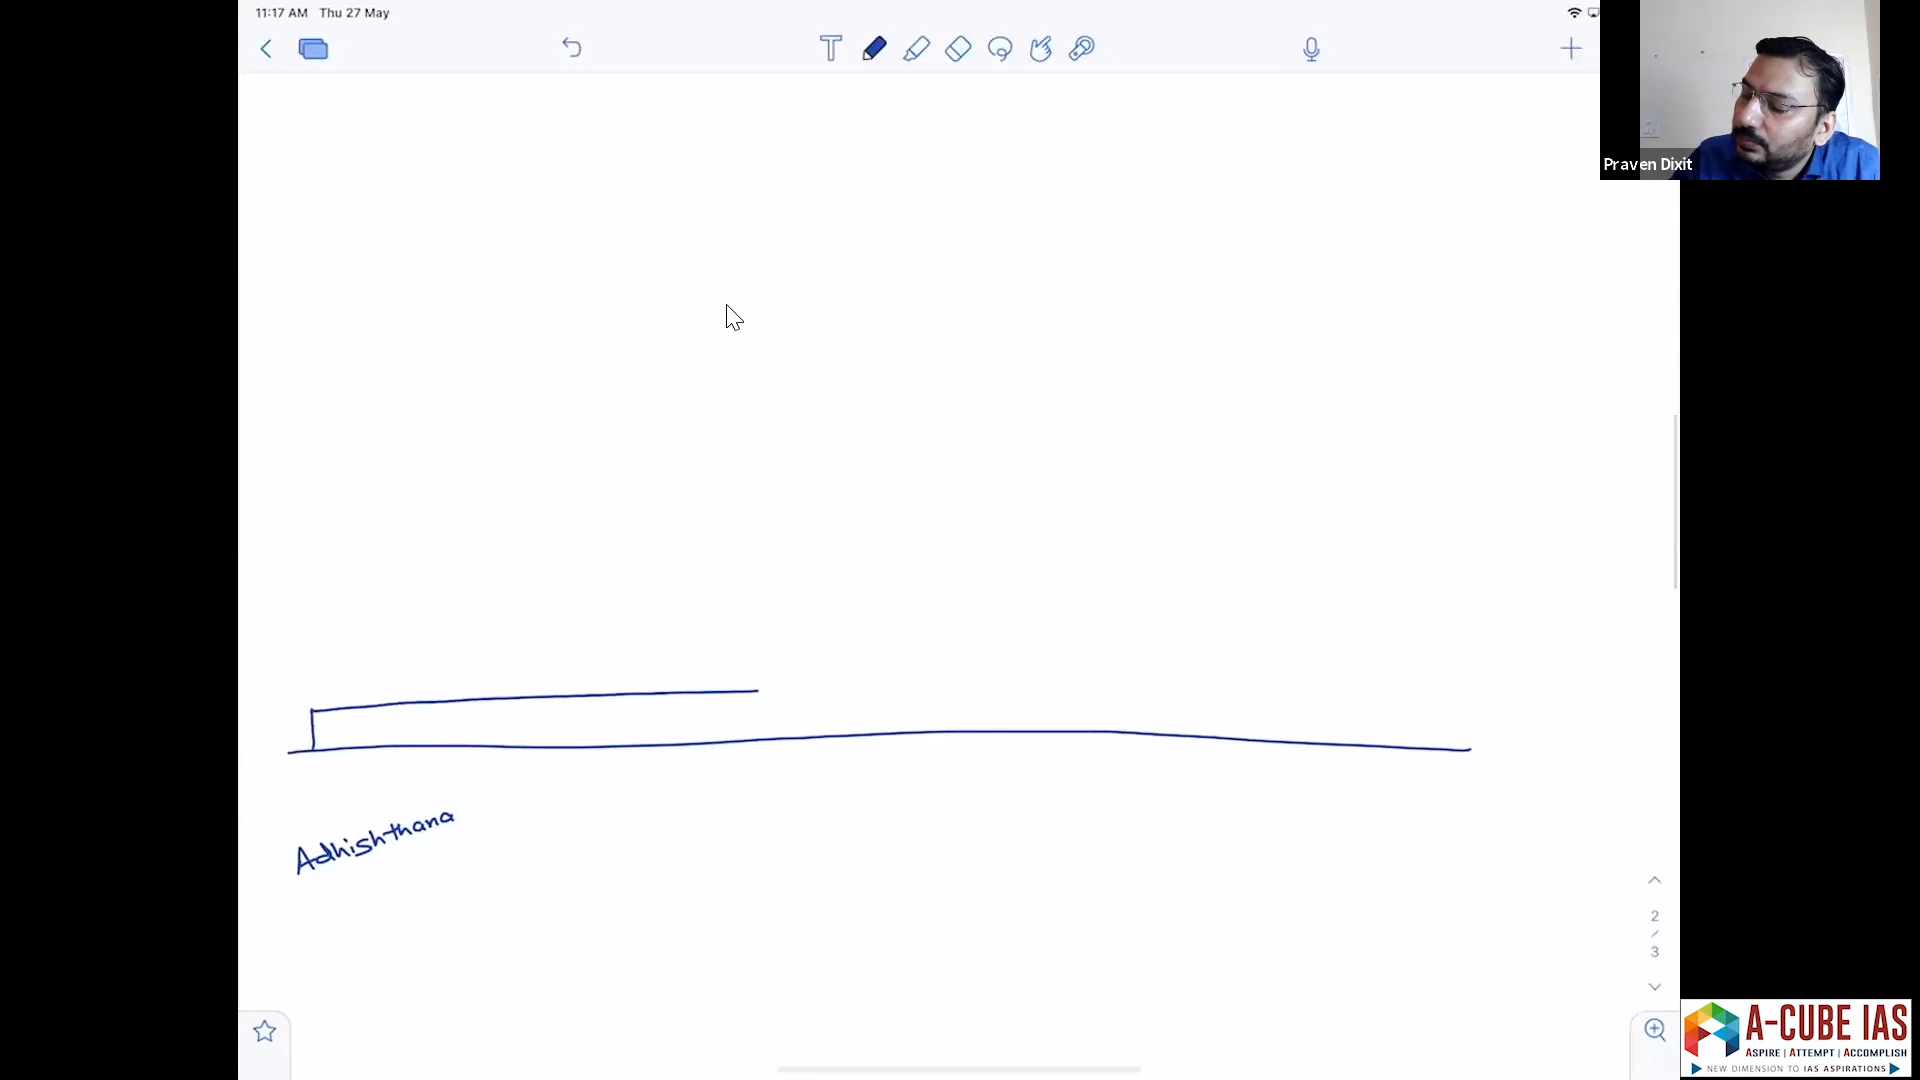 11:17 AM Thu 27 May
T
Praven Dixit
Adhishthana
2
/
3
A-CUBE IAS
ASPIRE | ATTEMPT | ACCOMPLISH
NEW DIMENSION TO IAS ASPIRATIONS